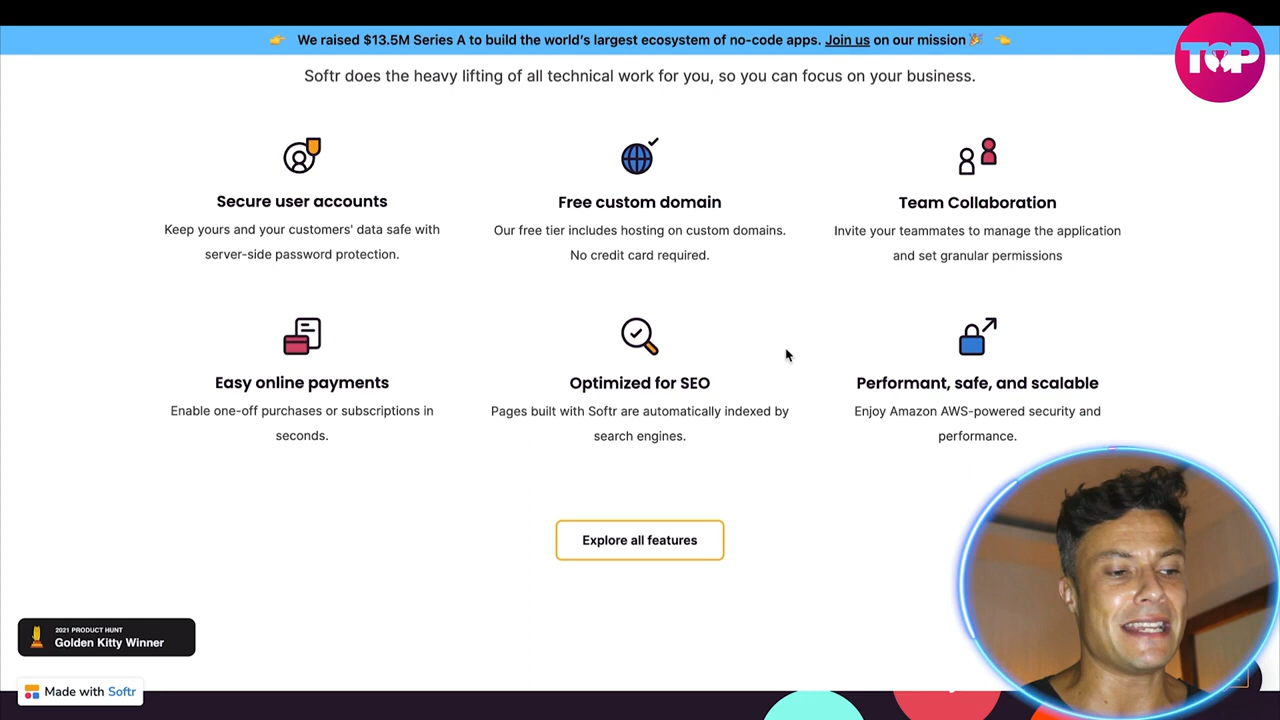 We raised $13.5M Series A to build the world's largest ecosystem of no-code apps. Join us on our mission
TOP
Softr does the heavy lifting of all technical work for you, so you can focus on your business.
Secure user accounts
Keep yours and your customers' data safe with
server-side password protection.
Free custom domain
Our free tier includes hosting on custom domains.
No credit card required.
Team Collaboration
Invite your teammates to manage the application
and set granular permissions
Easy online payments
Enable one-off purchases or subscriptions in
seconds.
Optimized for SEO
Pages built with Softr are automatically indexed by
search engines.
Performant, safe, and scalable
Enjoy Amazon AWS-powered security and
performance.
Explore all features
2021 PRODUCT HUNT
Golden Kitty Winner
Made with Softr